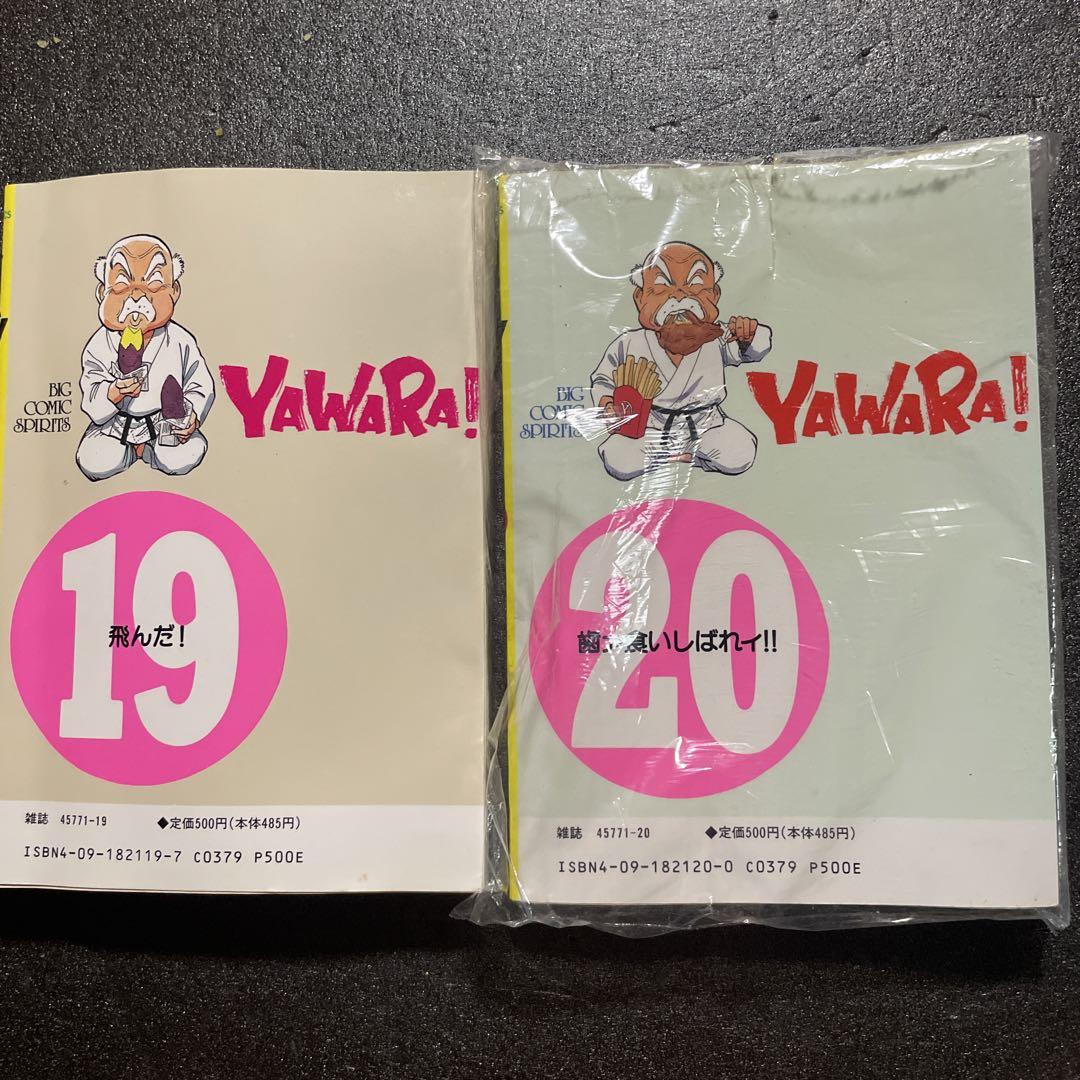 BIG
COMIC
SPIRITS
YAWARA!
19
飛んだ!
雑誌 45771-19 ◆定価500円(本体485円)
ISBN4-09-182119-7 C0379 P500E
BIG
COMIC
SPIRITS
YAWARA!
20
歯 食いしばれィ!!
雑誌 45771-20 ◆定価500円(本体485円)
ISBN4-09-182120-0 C0379 P500E